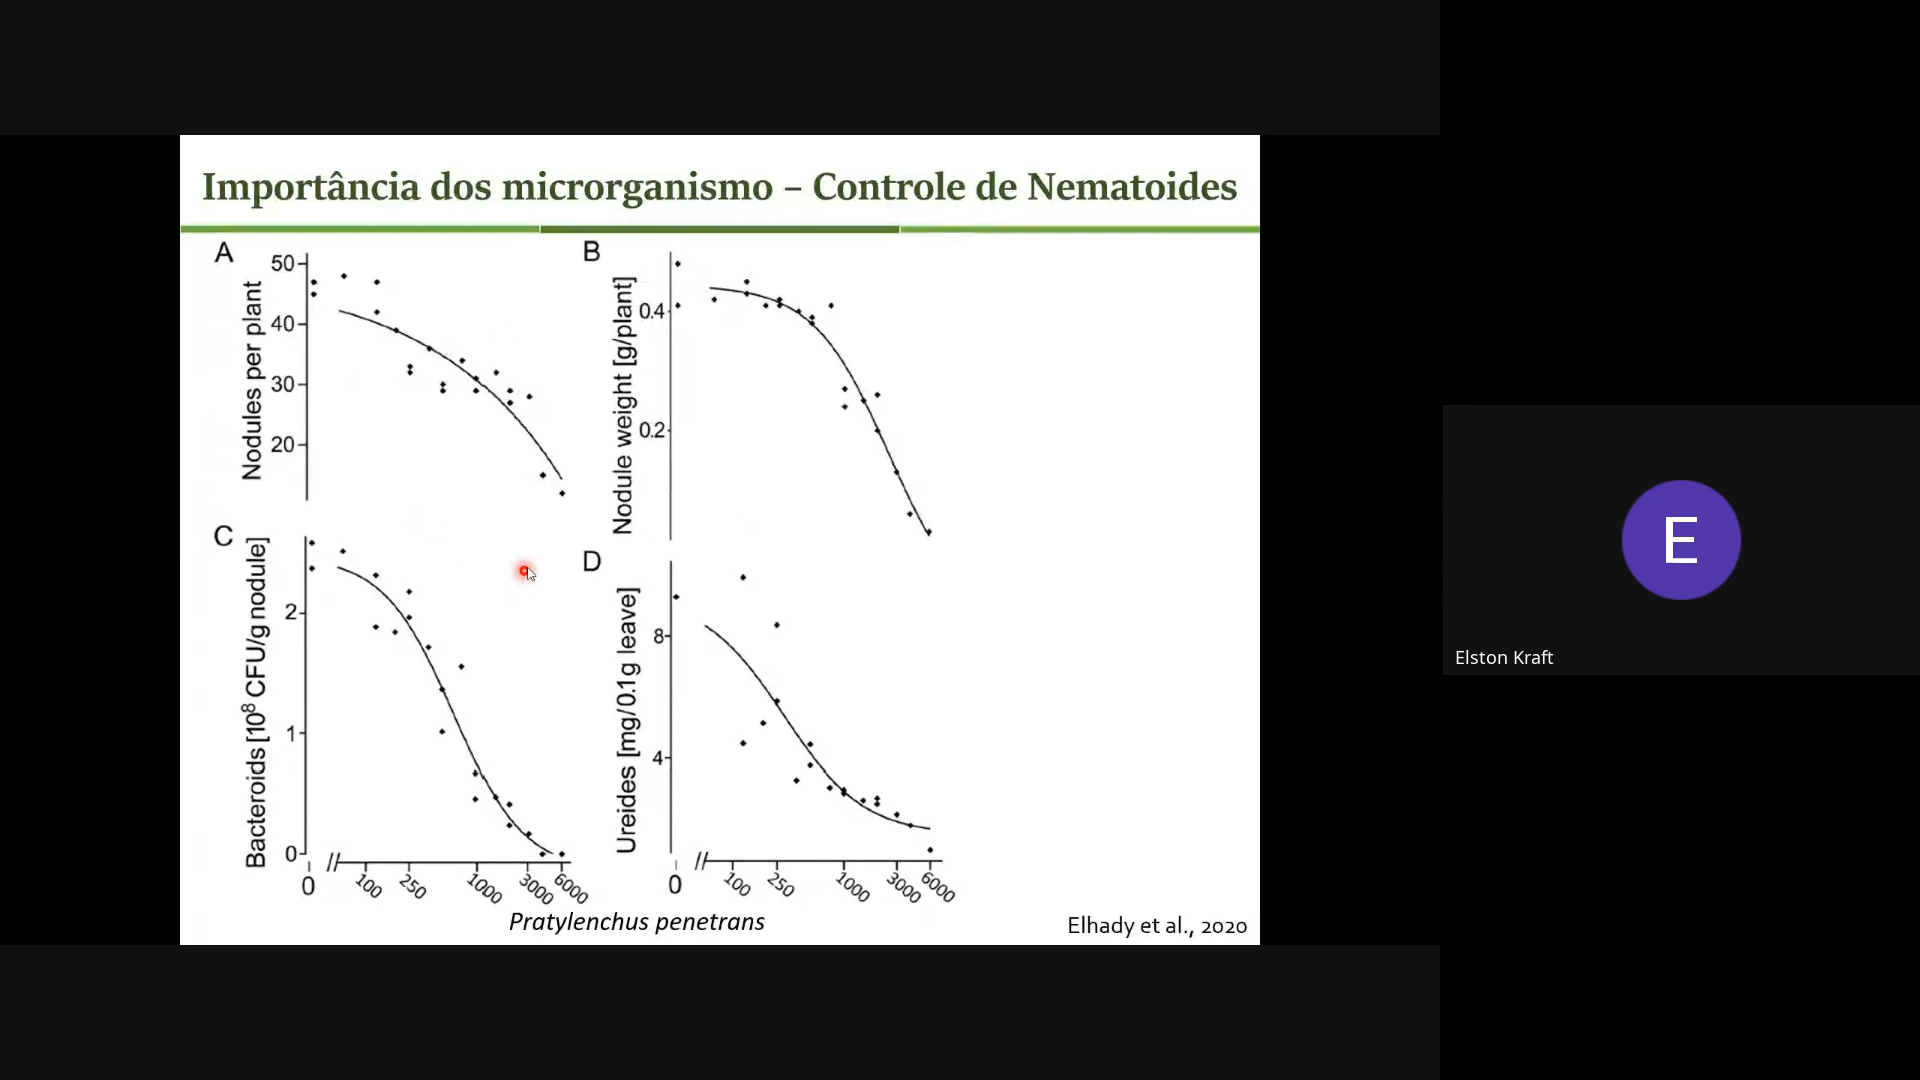 Importância dos microrganismo – Controle de Nematoides
A
Nodules per plant
50
40
30
20
B
Nodule weight [g/plant]
0.4
0.2
C
Bacteroids [10⁸ CFU/g nodule]
2
1
0
0 // 100 250 1000 3000 6000
D
Ureides [mg/0.1g leave]
8
4
0 // 100 250 1000 3000 6000
Pratylenchus penetrans
Elhady et al., 2020
E
Elston Kraft